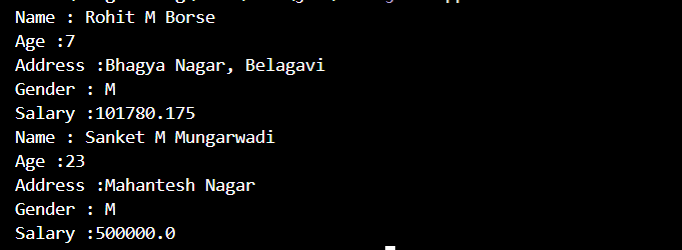 Name : Rohit M Borse
Age :7
Address :Bhagya Nagar, Belagavi
Gender : M
Salary :101780.175
Name : Sanket M Mungarwadi
Age :23
Address :Mahantesh Nagar
Gender : M
Salary :500000.0